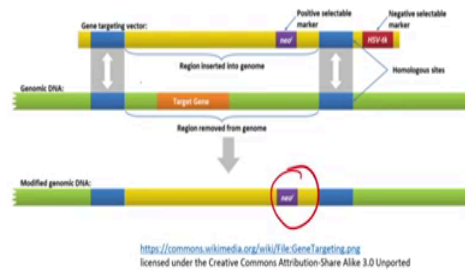 Positive selectable
marker
Negative selectable
marker
Gene targeting vector:
neoʳ
HSV-tk
Region inserted into genome
Homologous sites
Genomic DNA:
Target Gene
Region removed from genome
Modified genomic DNA:
neoʳ
https://commons.wikimedia.org/wiki/File:GeneTargeting.png
licensed under the Creative Commons Attribution-Share Alike 3.0 Unported